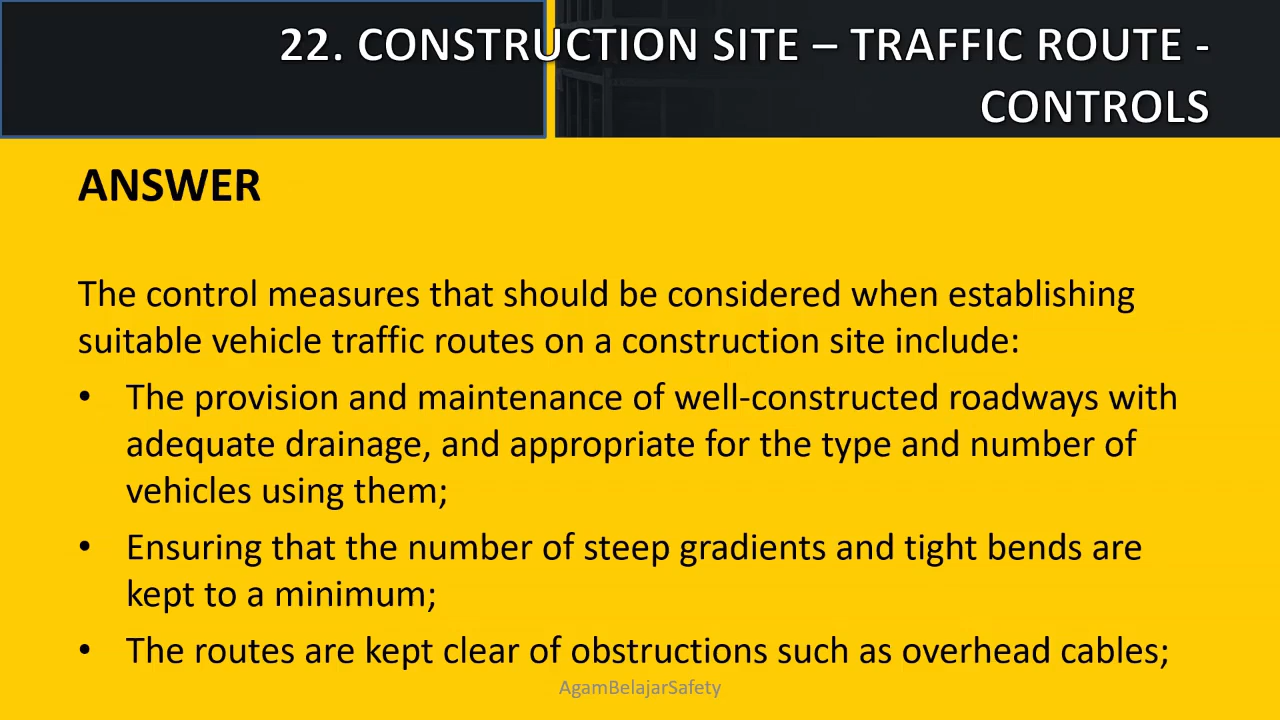 22. CONSTRUCTION SITE – TRAFFIC ROUTE -
CONTROLS
ANSWER
The control measures that should be considered when establishing
suitable vehicle traffic routes on a construction site include:
• The provision and maintenance of well-constructed roadways with
adequate drainage, and appropriate for the type and number of
vehicles using them;
• Ensuring that the number of steep gradients and tight bends are
kept to a minimum;
• The routes are kept clear of obstructions such as overhead cables;
AgamBelajarSafety